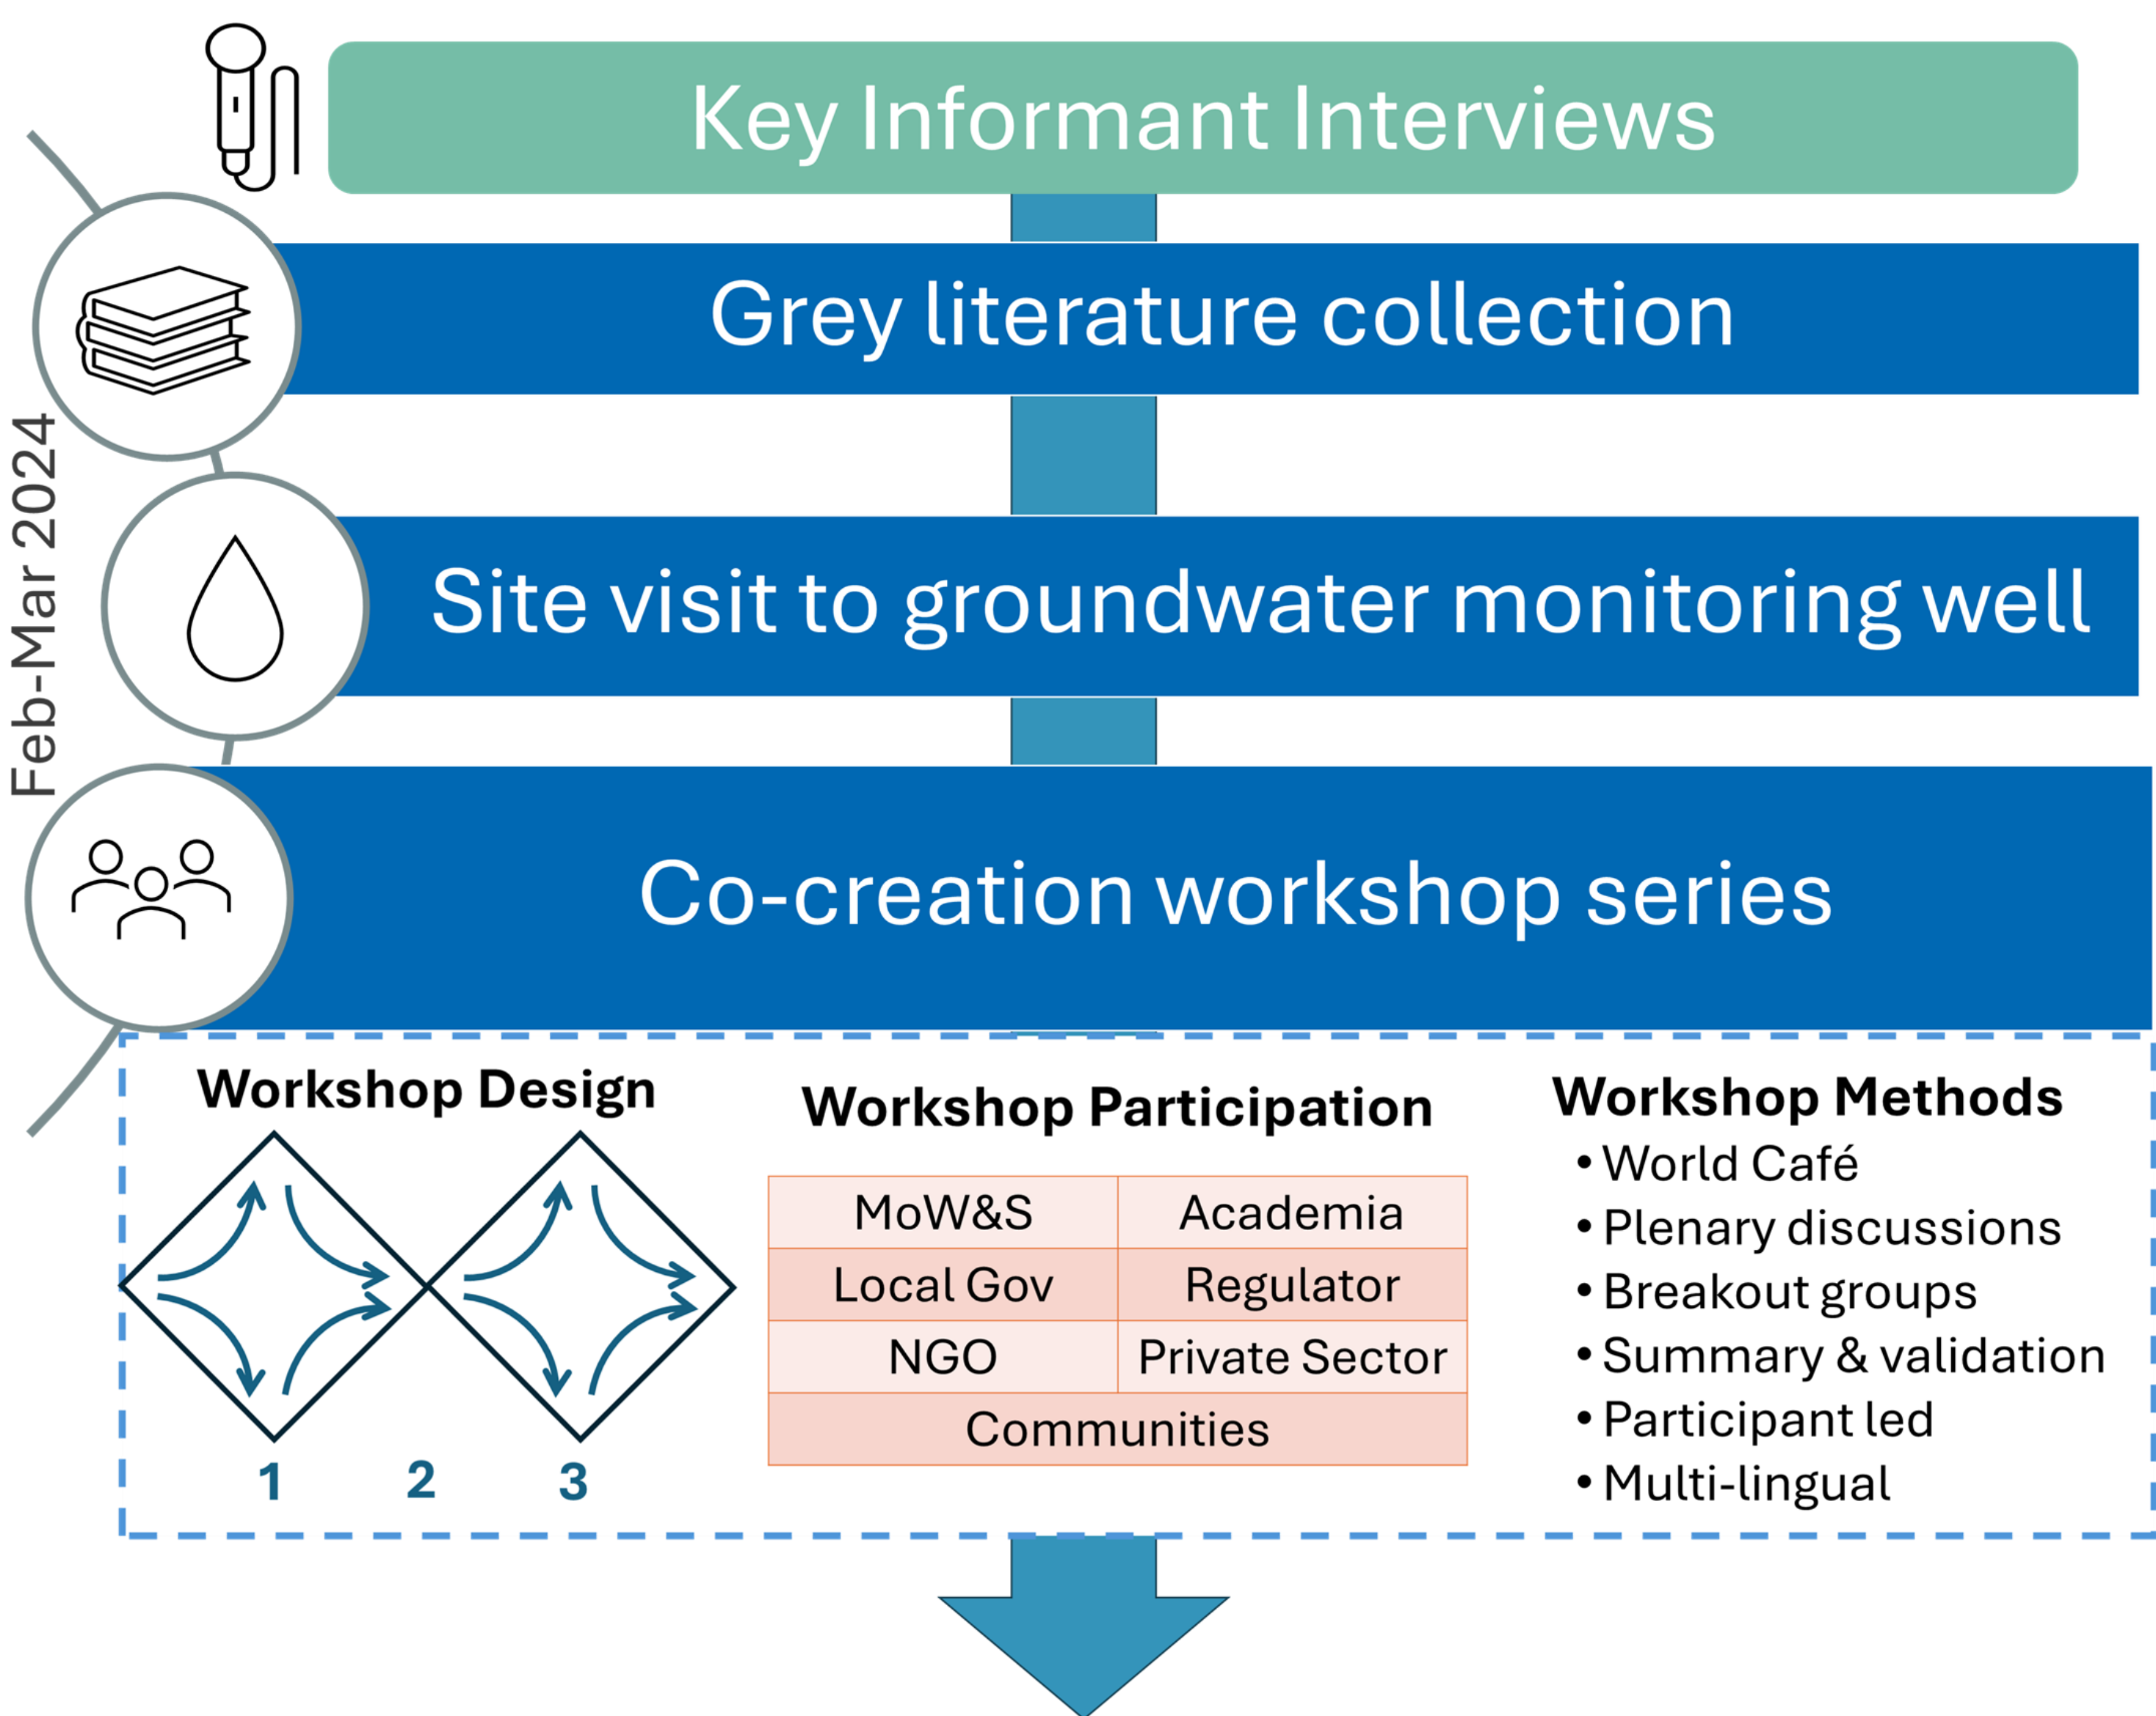 Key Informant Interviews
Grey literature collection
Feb-Mar 2024
Site visit to groundwater monitoring well
Co-creation workshop series
Workshop Design
1 2 3
Workshop Participation
MoW&S Academia
Local Gov Regulator
NGO Private Sector
Communities
Workshop Methods
• World Café
• Plenary discussions
• Breakout groups
• Summary & validation
• Participant led
• Multi-lingual